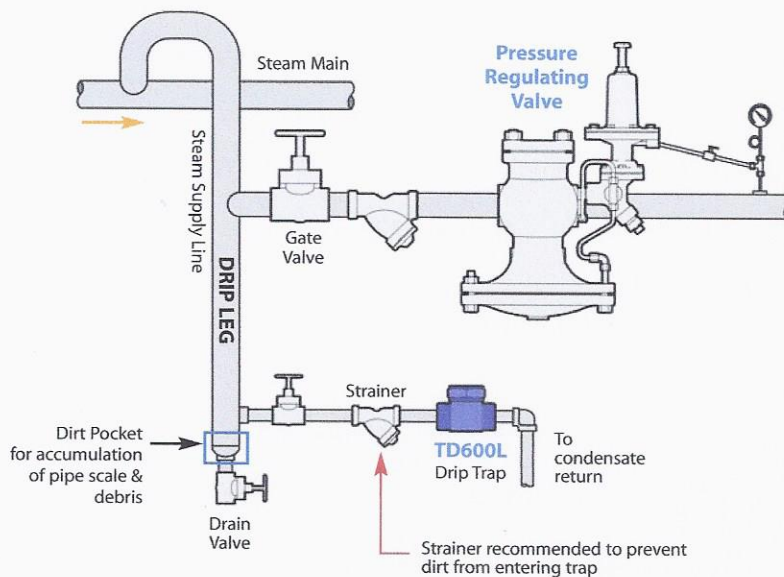 Steam Main
Pressure
Regulating
Valve
Steam Supply Line
Gate
Valve
DRIP LEG
Strainer
Dirt Pocket
for accumulation
of pipe scale &
debris
TD600L
Drip Trap
To
condensate
return
Drain
Valve
Strainer recommended to prevent
dirt from entering trap